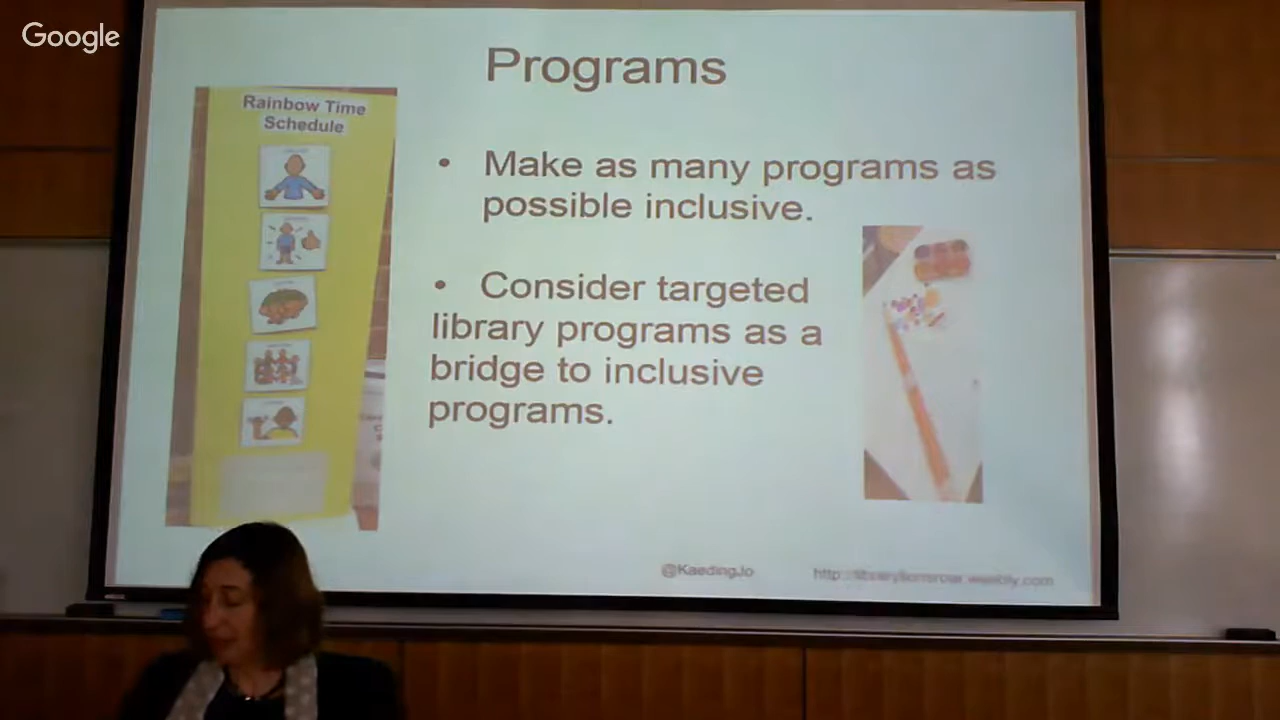 Google
Programs
Rainbow Time
Schedule
• Make as many programs as
possible inclusive.
• Consider targeted
library programs as a
bridge to inclusive
programs.
@KaedingJo